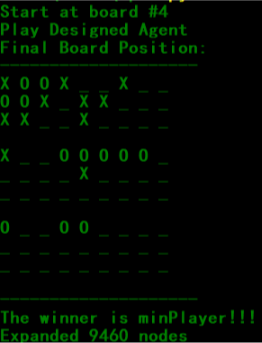 Start at board #4
Play Designed Agent
Final Board Position:
--------------------
X O O X _ _ X _ _
O O X _ X X _ _ _
X X _ _ X _ _ _ _
X _ _ O O O O O _
_ _ _ _ X _ _ _ _
_ _ _ _ _ _ _ _ _
O _ _ O O _ _ _ _
_ _ _ _ _ _ _ _ _
_ _ _ _ _ _ _ _ _
--------------------
The winner is minPlayer!!!
Expanded 9460 nodes